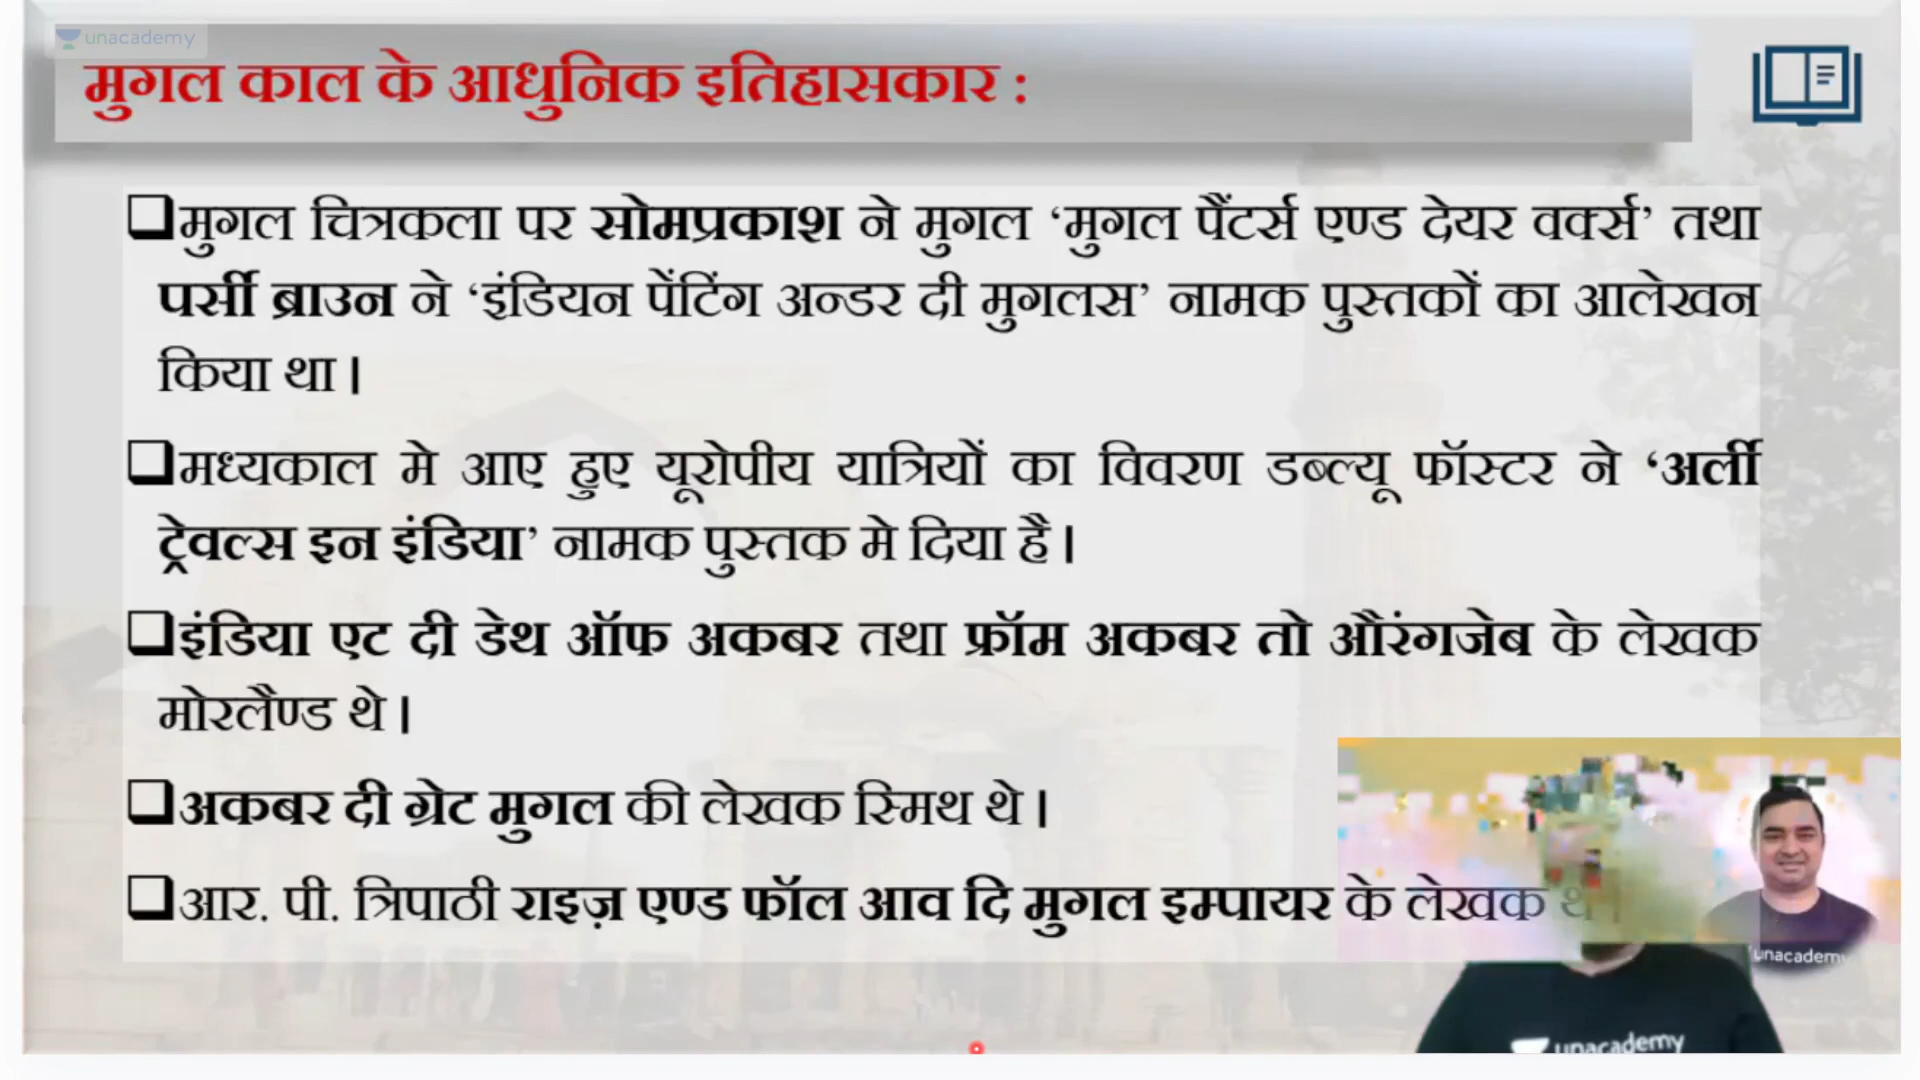 unacademy
मुगल काल के आधुनिक इतिहासकार :
मुगल चित्रकला पर सोमप्रकाश ने मुगल ‘मुगल पैंटर्स एण्ड देयर वर्क्स’ तथा
पर्सी ब्राउन ने ‘इंडियन पेंटिंग अन्डर दी मुगलस’ नामक पुस्तकों का आलेखन
किया था।
मध्यकाल मे आए हुए यूरोपीय यात्रियों का विवरण डब्ल्यू फॉस्टर ने ‘अर्ली
ट्रेवल्स इन इंडिया’ नामक पुस्तक मे दिया है।
इंडिया एट दी डेथ ऑफ अकबर तथा फ्रॉम अकबर तो औरंगजेब के लेखक
मोरलैण्ड थे।
अकबर दी ग्रेट मुगल की लेखक स्मिथ थे।
आर. पी. त्रिपाठी राइज़ एण्ड फॉल आव दि मुगल इम्पायर के लेखक
unacademy
unacademy